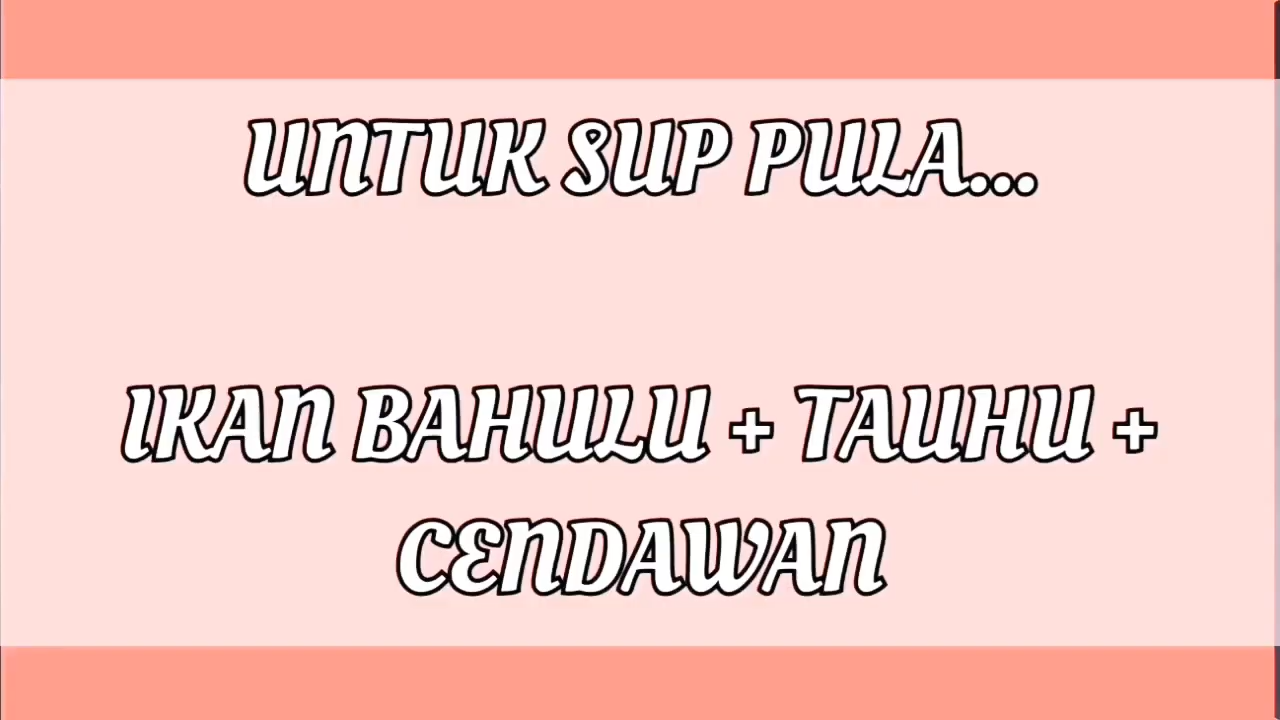 UNTUK SUP PULA...
IKAN BAHULU + TAUHU +
CENDAWAN